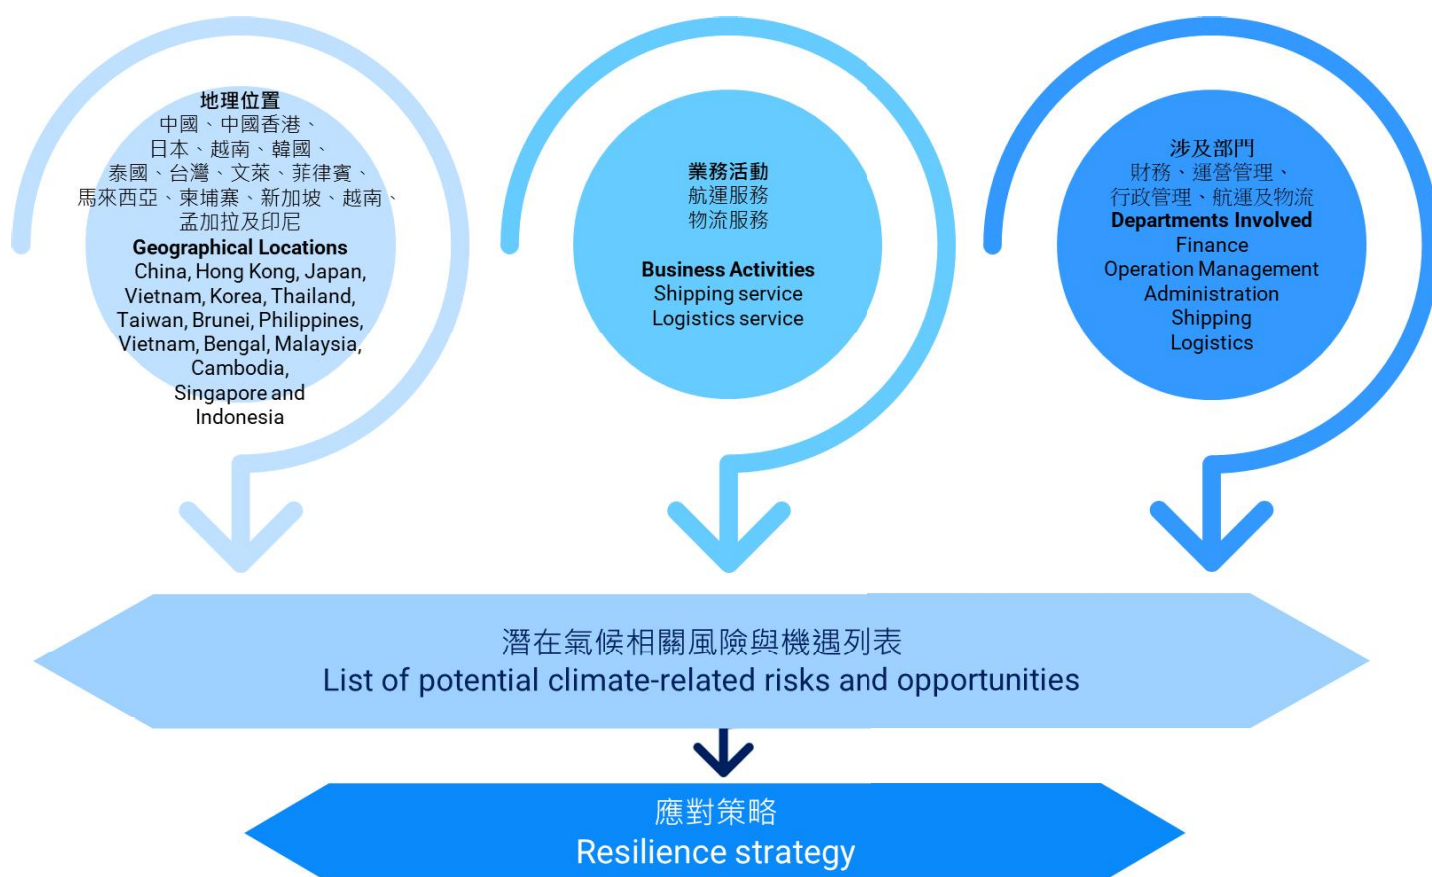 地理位置
中國、中國香港、
日本、越南、韓國、
泰國、台灣、文萊、菲律賓、
馬來西亞、柬埔寨、新加坡、越南、
孟加拉及印尼
Geographical Locations
China, Hong Kong, Japan,
Vietnam, Korea, Thailand,
Taiwan, Brunei, Philippines,
Vietnam, Bengal, Malaysia,
Cambodia,
Singapore and
Indonesia
業務活動
航運服務
物流服務
Business Activities
Shipping service
Logistics service
涉及部門
財務、運營管理、
行政管理、航運及物流
Departments Involved
Finance
Operation Management
Administration
Shipping
Logistics
潛在氣候相關風險與機遇列表
List of potential climate-related risks and opportunities
應對策略
Resilience strategy